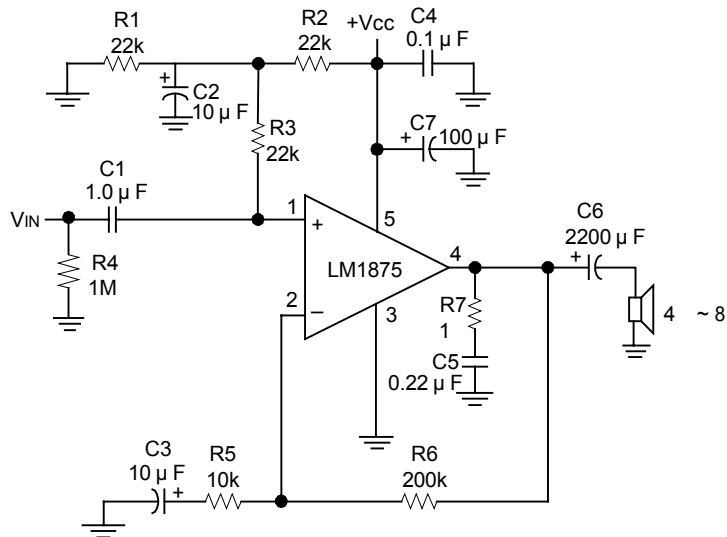 R1
22k
R2
22k
+Vcc
C4
0.1 μ F
+
C2
10 μ F
R3
22k
+
C7
100 μ F
C1
1.0 μ F
VIN
R4
1M
1
+
5
LM1875
4
2
−
3
R7
1
C5
0.22 μ F
C6
2200 μ F
+
4 ~ 8
C3
10 μ F
+
R5
10k
R6
200k